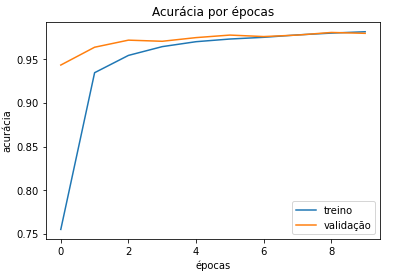 Acurácia por épocas
acurácia
0.95
0.90
0.85
0.80
0.75
treino
validação
0 2 4 6 8
épocas